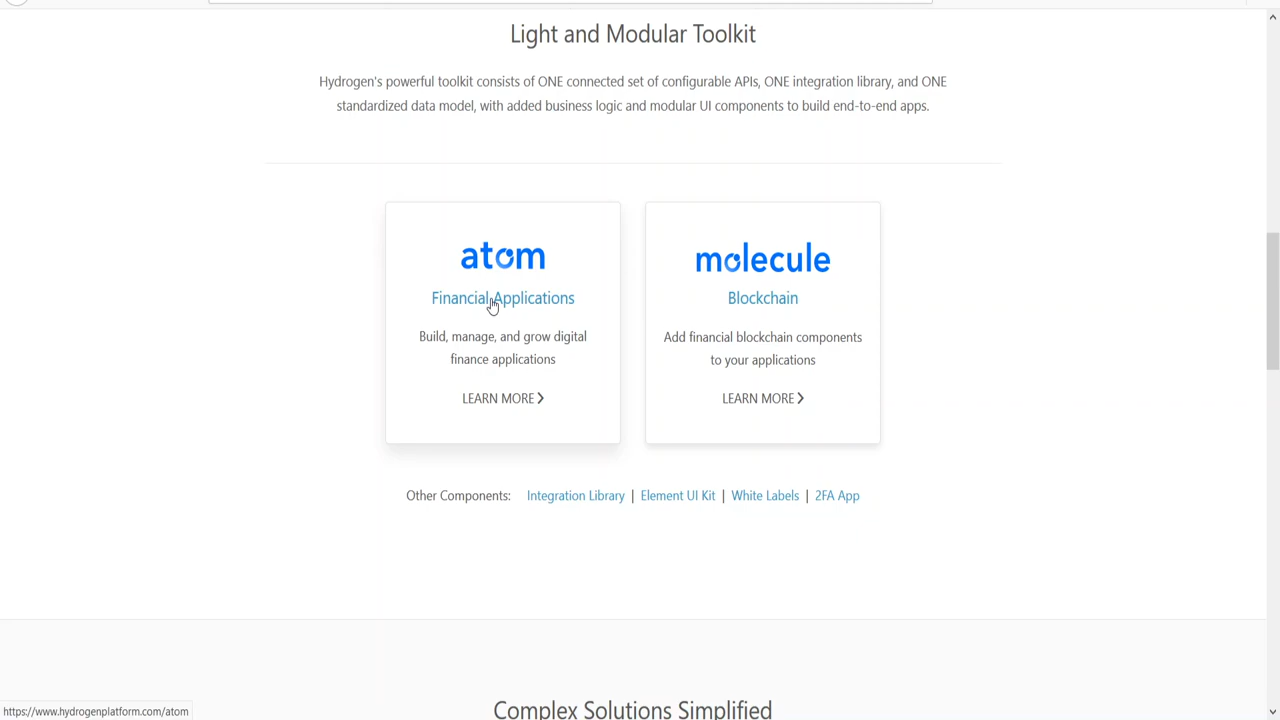 Light and Modular Toolkit
Hydrogen's powerful toolkit consists of ONE connected set of configurable APIs, ONE integration library, and ONE
standardized data model, with added business logic and modular UI components to build end-to-end apps.
atom
Financial Applications
Build, manage, and grow digital
finance applications
LEARN MORE
molecule
Blockchain
Add financial blockchain components
to your applications
LEARN MORE
Other Components: Integration Library | Element UI Kit | White Labels | 2FA App
Complex Solutions Simplified
https://www.hydrogenplatform.com/atom